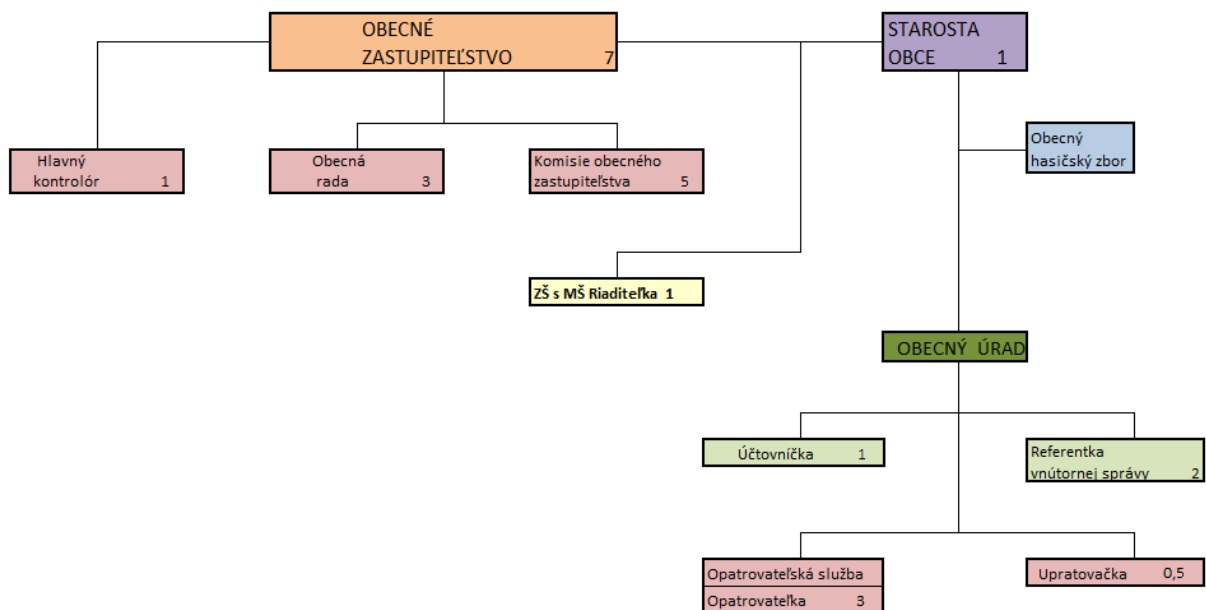 OBECNÉ
ZASTUPITEĽSTVO 7
STAROSTA
OBCE 1
Obecný
hasičský zbor
Hlavný
kontrolór 1
Obecná
rada 3
Komisie obecného
zastupiteľstva 5
ZŠ s MŠ Riaditeľka 1
OBECNÝ ÚRAD
Účtovníčka 1
Referentka
vnútornej správy 2
Opatrovateľská služba
Opatrovateľka 3
Upratovačka 0,5